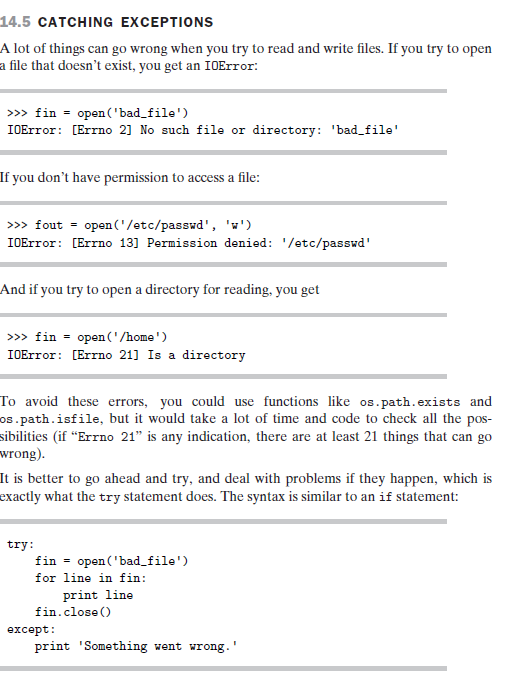 14.5 CATCHING EXCEPTIONS
A lot of things can go wrong when you try to read and write files. If you try to open
a file that doesn't exist, you get an IOError:
>>> fin = open('bad_file')
IOError: [Errno 2] No such file or directory: 'bad_file'
If you don't have permission to access a file:
>>> fout = open('/etc/passwd', 'w')
IOError: [Errno 13] Permission denied: '/etc/passwd'
And if you try to open a directory for reading, you get
>>> fin = open('/home')
IOError: [Errno 21] Is a directory
To avoid these errors, you could use functions like os.path.exists and
os.path.isfile, but it would take a lot of time and code to check all the pos-
sibilities (if “Errno 21” is any indication, there are at least 21 things that can go
wrong).
It is better to go ahead and try, and deal with problems if they happen, which is
exactly what the try statement does. The syntax is similar to an if statement:
try:
    fin = open('bad_file')
    for line in fin:
        print line
    fin.close()
except:
    print 'Something went wrong.'